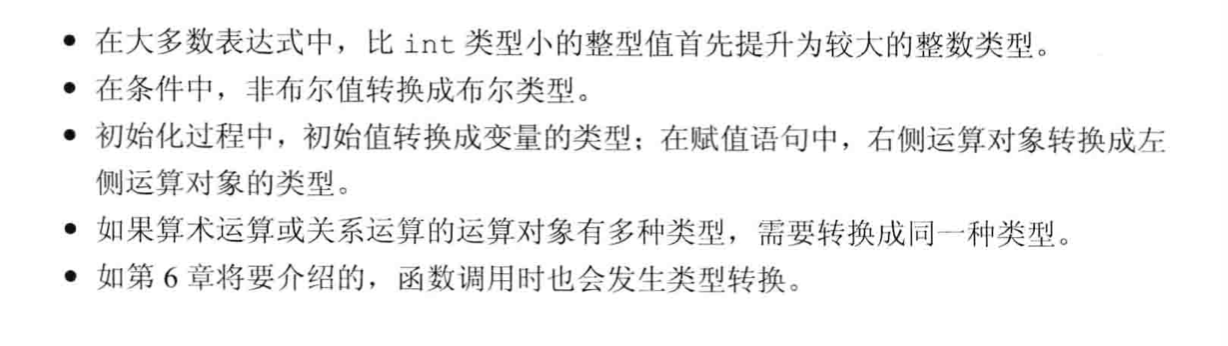 • 在大多数表达式中，比 int 类型小的整型值首先提升为较大的整数类型。
• 在条件中，非布尔值转换成布尔类型。
• 初始化过程中，初始值转换成变量的类型；在赋值语句中，右侧运算对象转换成左
侧运算对象的类型。
• 如果算术运算或关系运算的运算对象有多种类型，需要转换成同一种类型。
• 如第 6 章将要介绍的，函数调用时也会发生类型转换。